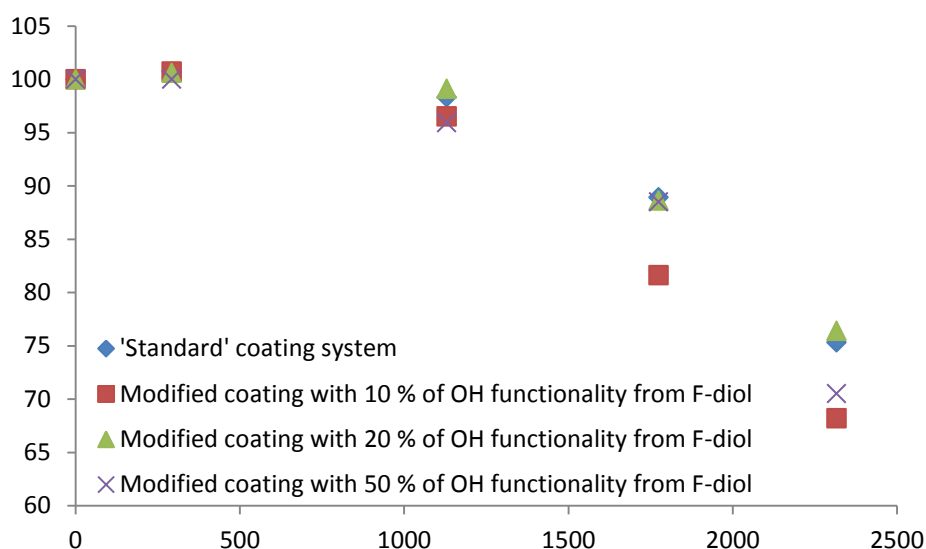 105
100
95
90
85
80
75
70
65
60
'Standard' coating system
Modified coating with 10 % of OH functionality from F-diol
Modified coating with 20 % of OH functionality from F-diol
Modified coating with 50 % of OH functionality from F-diol
0 500 1000 1500 2000 2500